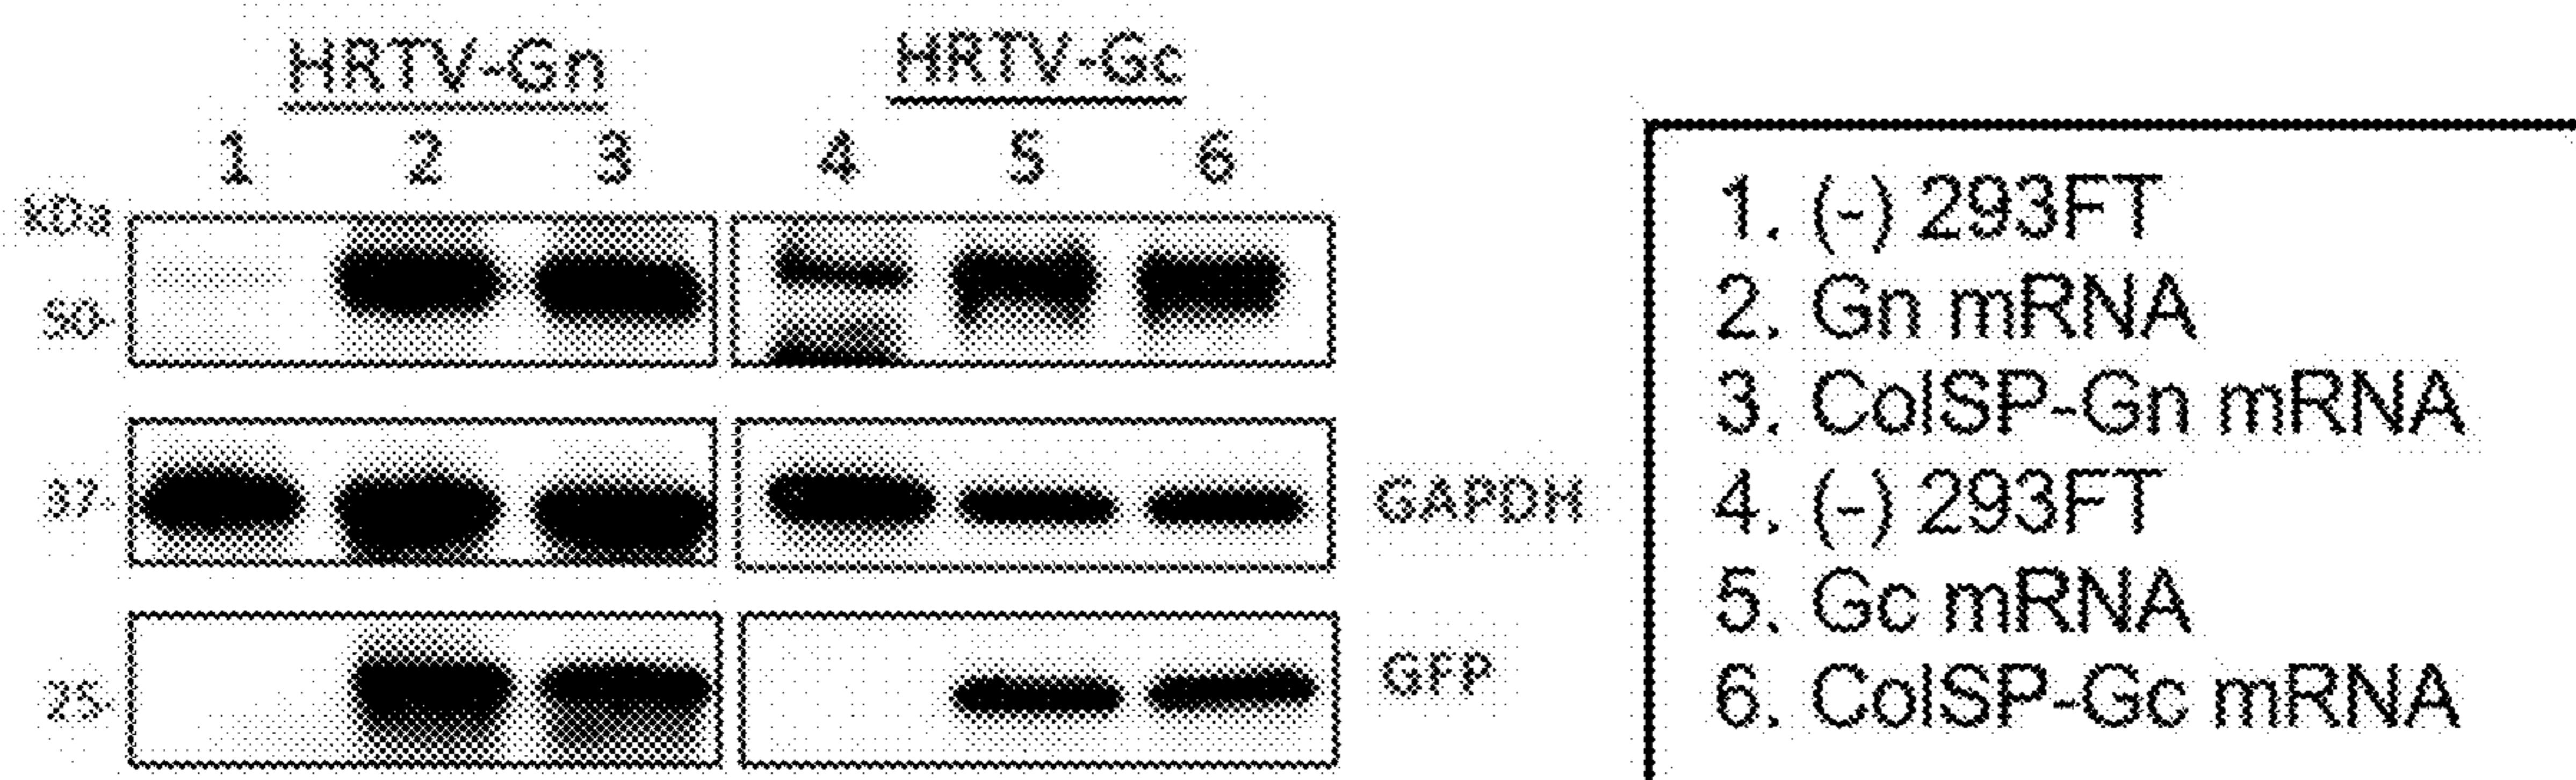 HRTV-Gn HRTV-Gc
1 2 3 4 5 6
kDa
50-
37-
GAPDH
25-
GFP
1. (-) 293FT
2. Gn mRNA
3. ColSP-Gn mRNA
4. (-) 293FT
5. Gc mRNA
6. ColSP-Gc mRNA